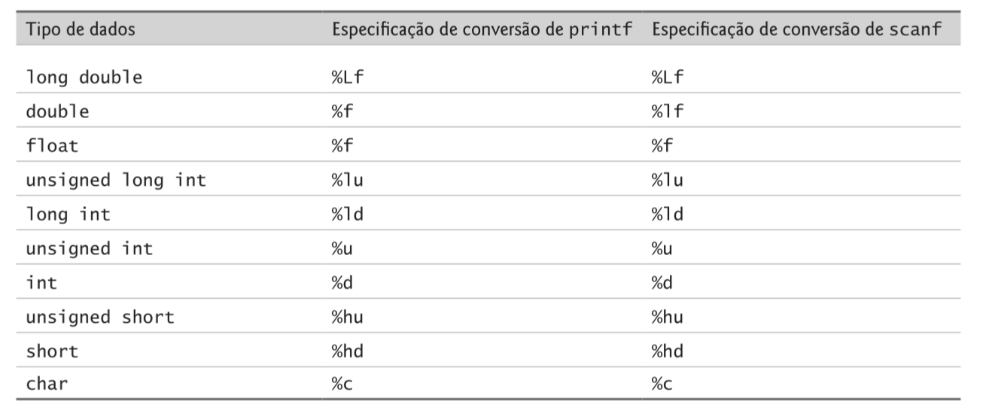 Tipo de dados Especificação de conversão de printf Especificação de conversão de scanf
long double %Lf %Lf
double %f %lf
float %f %f
unsigned long int %lu %lu
long int %ld %ld
unsigned int %u %u
int %d %d
unsigned short %hu %hu
short %hd %hd
char %c %c